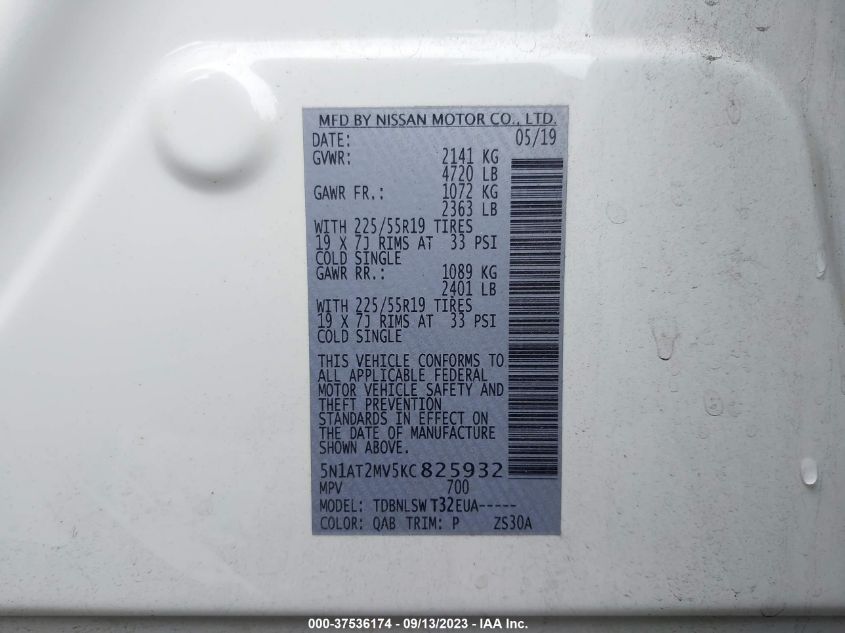 MFD BY NISSAN MOTOR CO., LTD.
DATE: 05/19
GVWR: 2141 KG
4720 LB
GAWR FR.: 1072 KG
2363 LB
WITH 225/55R19 TIRES
19 X 7J RIMS AT 33 PSI
COLD SINGLE
GAWR RR.: 1089 KG
2401 LB
WITH 225/55R19 TIRES
19 X 7J RIMS AT 33 PSI
COLD SINGLE
THIS VEHICLE CONFORMS TO
ALL APPLICABLE FEDERAL
MOTOR VEHICLE SAFETY AND
THEFT PREVENTION
STANDARDS IN EFFECT ON
THE DATE OF MANUFACTURE
SHOWN ABOVE.
5N1AT2MV5KC825932
MPV 700
MODEL: TDBNLSWT32EUA-----
COLOR: QAB TRIM: P ZS30A
000-37536174 - 09/13/2023 - IAA Inc.